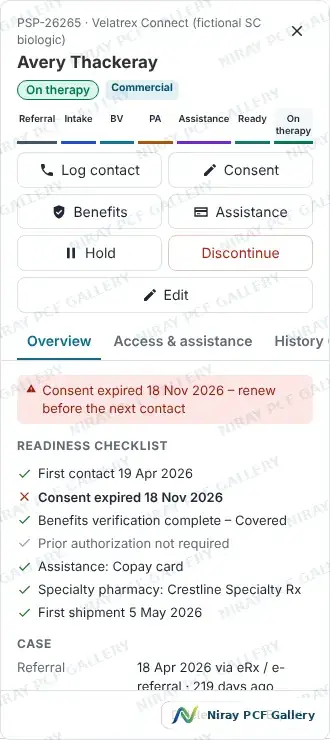 PSP-26265 · Velatrex Connect (fictional SC
biologic)
Avery Thackeray
On therapy
Commercial
Referral
Intake
BV
PA
Assistance
Ready
On
therapy
Log contact
Consent
Benefits
Assistance
Hold
Discontinue
Edit
Overview
Access & assistance
History
Consent expired 18 Nov 2026 – renew
before the next contact
READINESS CHECKLIST
First contact 19 Apr 2026
Consent expired 18 Nov 2026
Benefits verification complete – Covered
Prior authorization not required
Assistance: Copay card
Specialty pharmacy: Crestline Specialty Rx
First shipment 5 May 2026
CASE
Referral
18 Apr 2026 via eRx / e-
referral · 219 days ago
Niray PCF Gallery
NIRAY PCF GALLERY